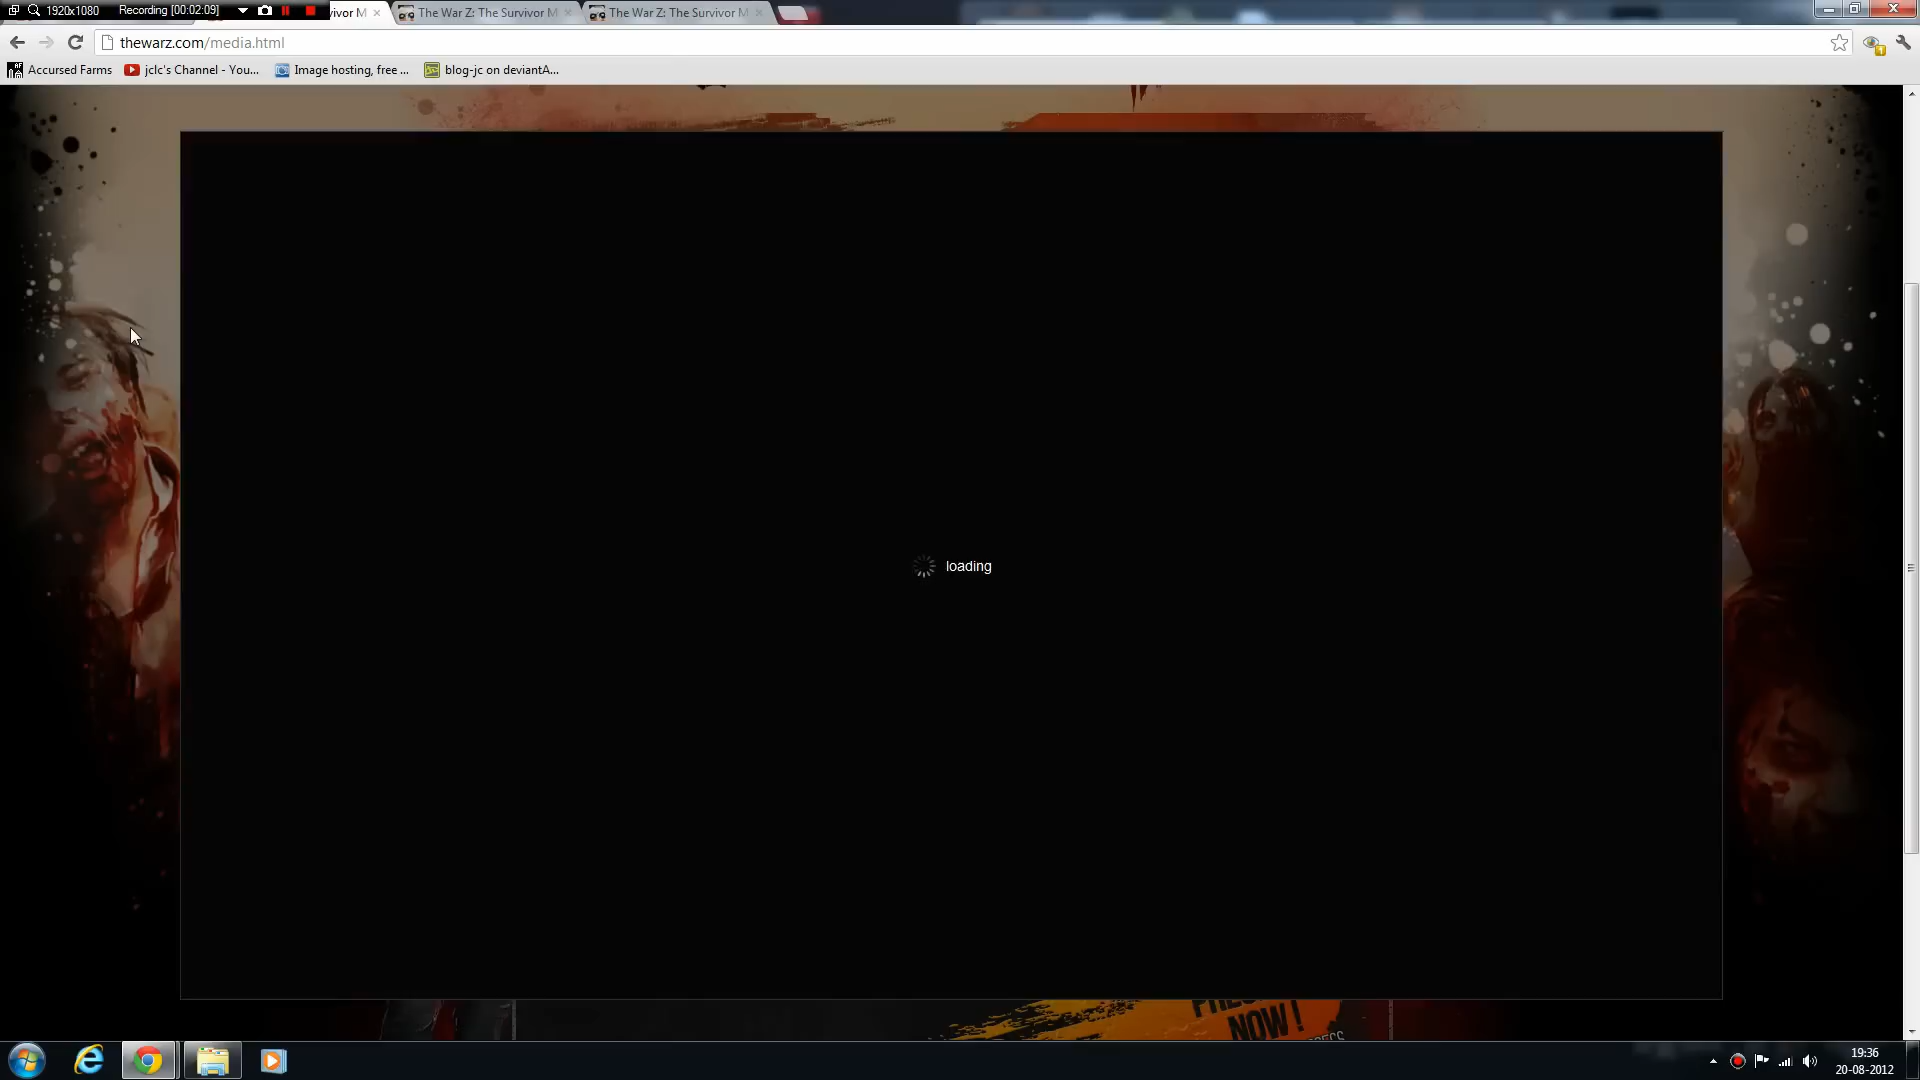 1920x1080 Recording [00:02:09] vivor M The War Z: The Survivor M The War Z: The Survivor M
thewarz.com/media.html
Accursed Farms jclc's Channel - You... Image hosting, free ... blog-jc on deviantA...
loading
NOW !
19:36
20-08-2012